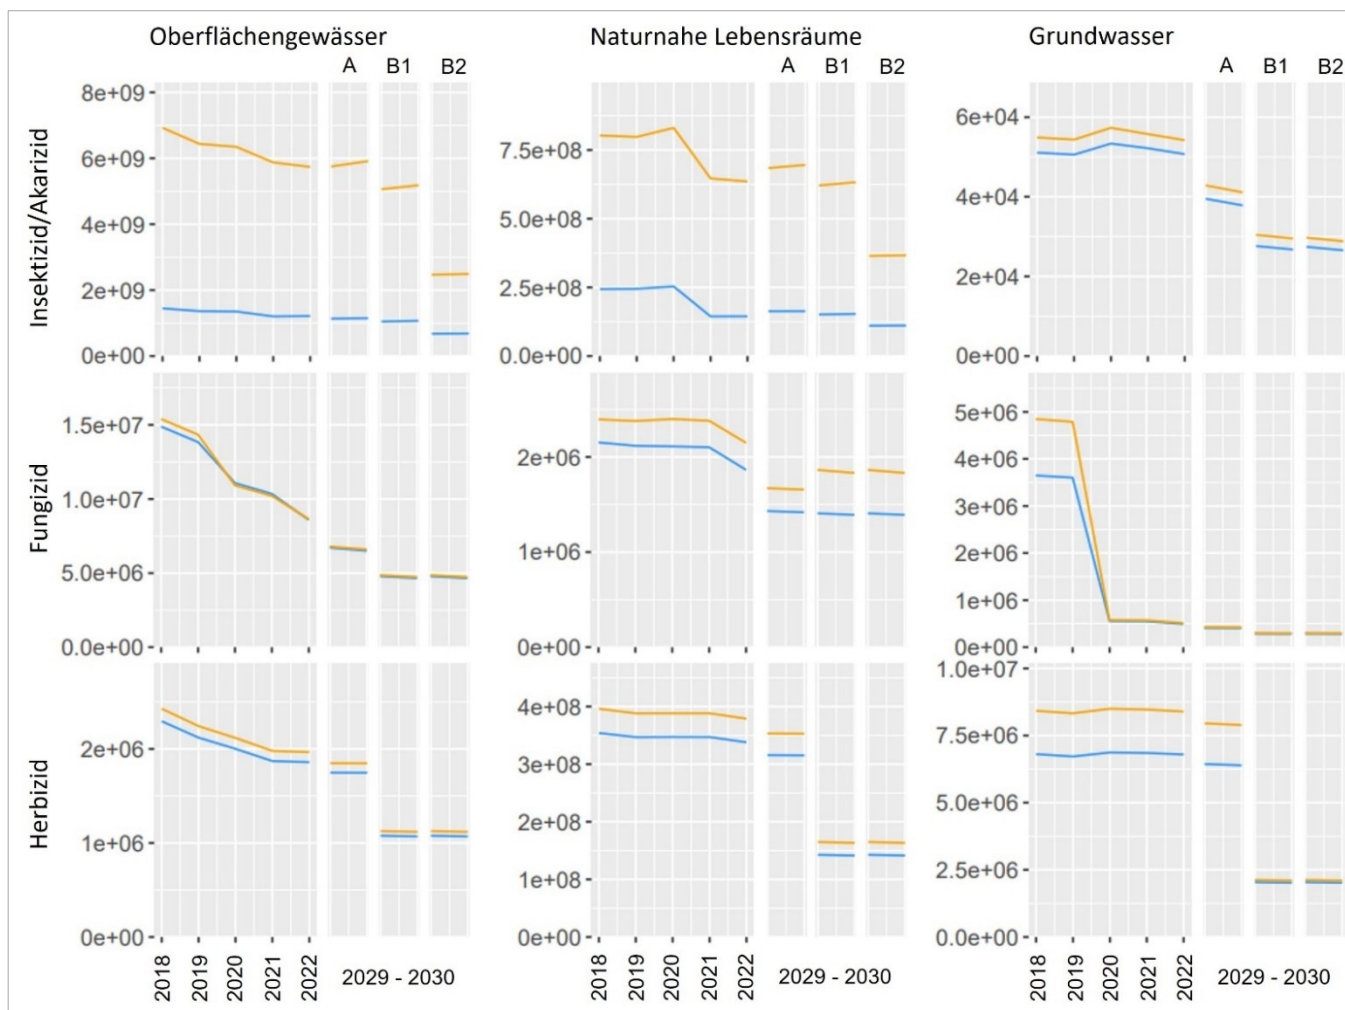 Oberflächengewässer
Naturnahe Lebensräume
Grundwasser
A B1 B2
A B1 B2
A B1 B2
Insektizid/Akarizid
8e+09
6e+09
4e+09
2e+09
0e+00
7.5e+08
5.0e+08
2.5e+08
0.0e+00
6e+04
4e+04
2e+04
0e+00
Fungizid
1.5e+07
1.0e+07
5.0e+06
0.0e+00
2e+06
1e+06
0e+00
5e+06
4e+06
3e+06
2e+06
1e+06
0e+00
Herbizid
2e+06
1e+06
0e+00
4e+08
3e+08
2e+08
1e+08
0e+00
1.0e+07
7.5e+06
5.0e+06
2.5e+06
0.0e+00
2018 2019 2020 2021 2022 2029 - 2030
2018 2019 2020 2021 2022 2029 - 2030
2018 2019 2020 2021 2022 2029 - 2030